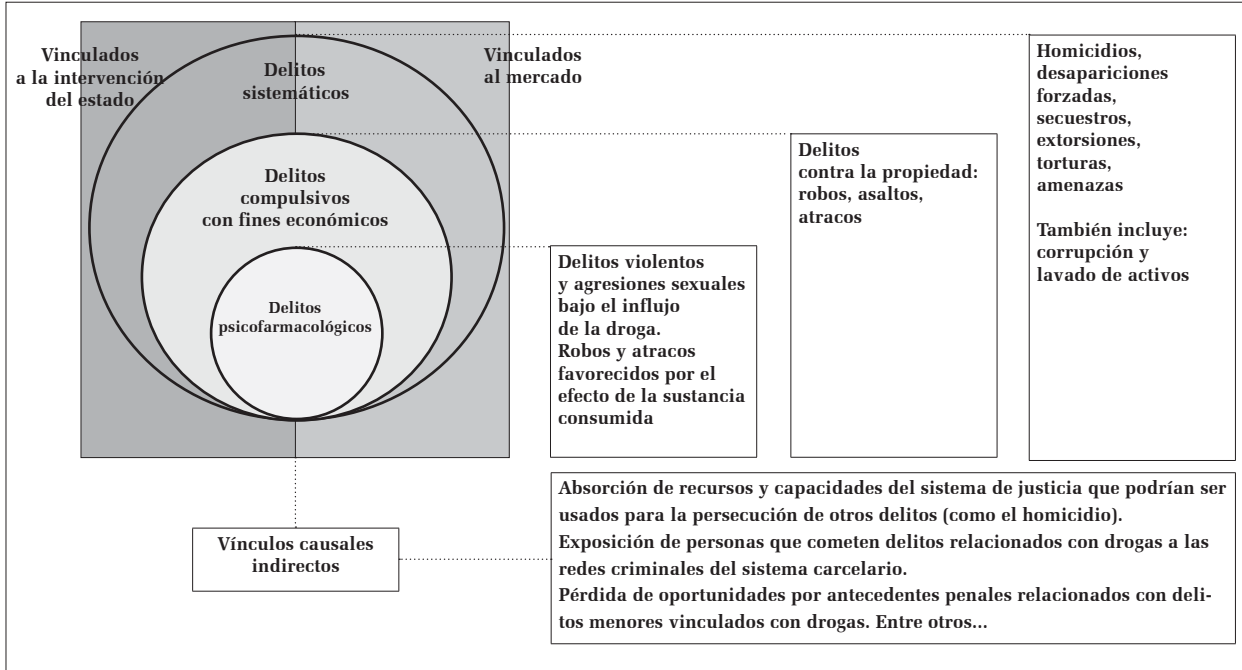 Vinculados
a la intervención
del estado
Delitos
sistemáticos
Vinculados
al mercado
Delitos
compulsivos
con fines económicos
Delitos
psicofarmacológicos
Delitos violentos
y agresiones sexuales
bajo el influjo
de la droga.
Robos y atracos
favorecidos por el
efecto de la sustancia
consumida
Delitos
contra la propiedad:
robos, asaltos,
atracos
Homicidios,
desapariciones
forzadas,
secuestros,
extorsiones,
torturas,
amenazas
También incluye:
corrupción y
lavado de activos
Vínculos causales
indirectos
Absorción de recursos y capacidades del sistema de justicia que podrían ser
usados para la persecución de otros delitos (como el homicidio).
Exposición de personas que cometen delitos relacionados con drogas a las
redes criminales del sistema carcelario.
Pérdida de oportunidades por antecedentes penales relacionados con deli-
tos menores vinculados con drogas. Entre otros...